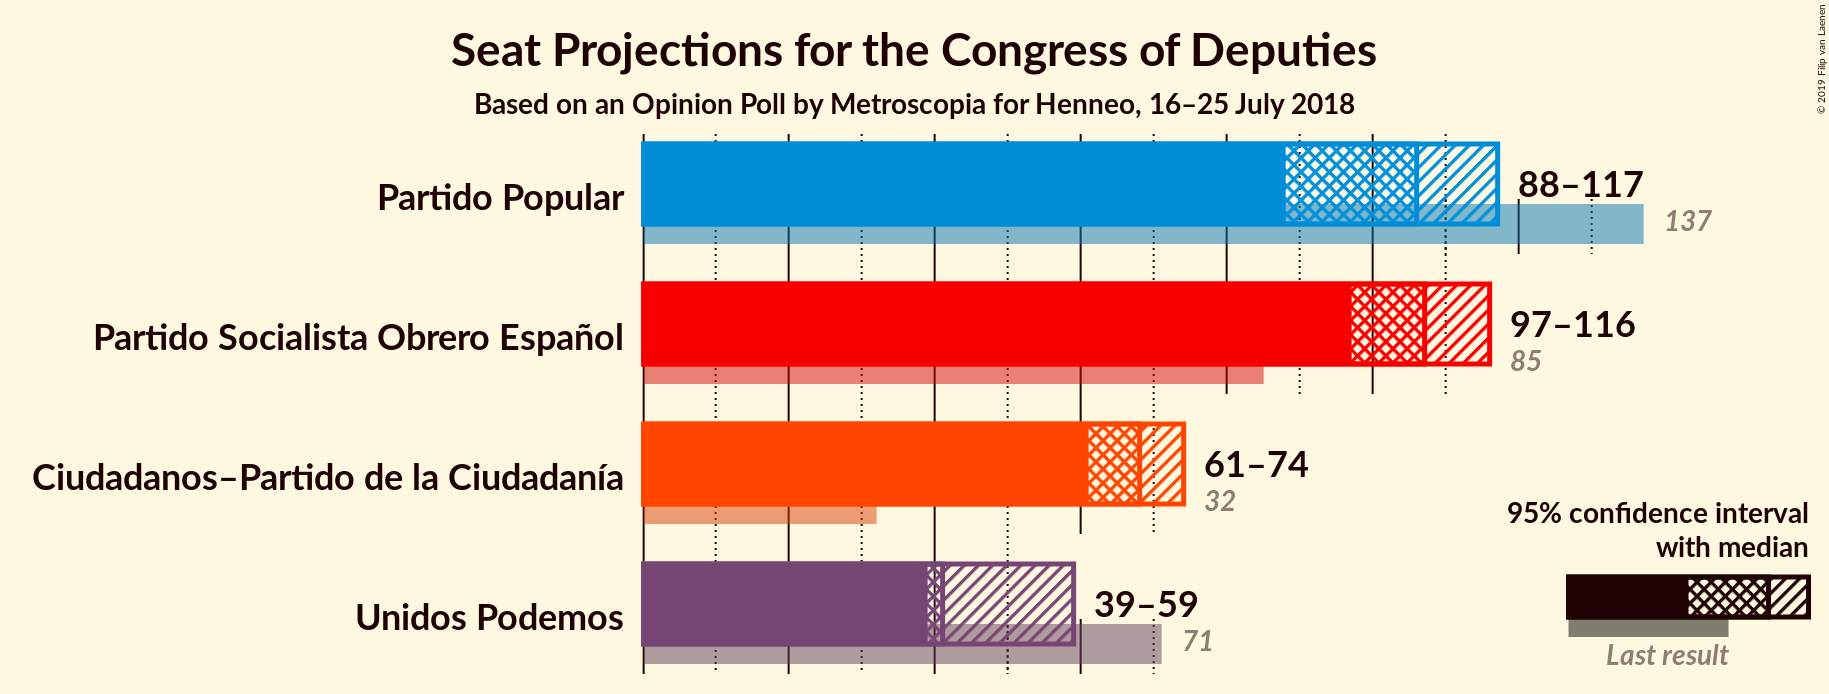 Seat Projections for the Congress of Deputies
Based on an Opinion Poll by Metroscopia for Henneo, 16–25 July 2018
© 2019 Filip van Laenen
Partido Popular
88–117
137
Partido Socialista Obrero Español
97–116
85
Ciudadanos–Partido de la Ciudadanía
61–74
32
Unidos Podemos
39–59
71
95% confidence interval
with median
Last result